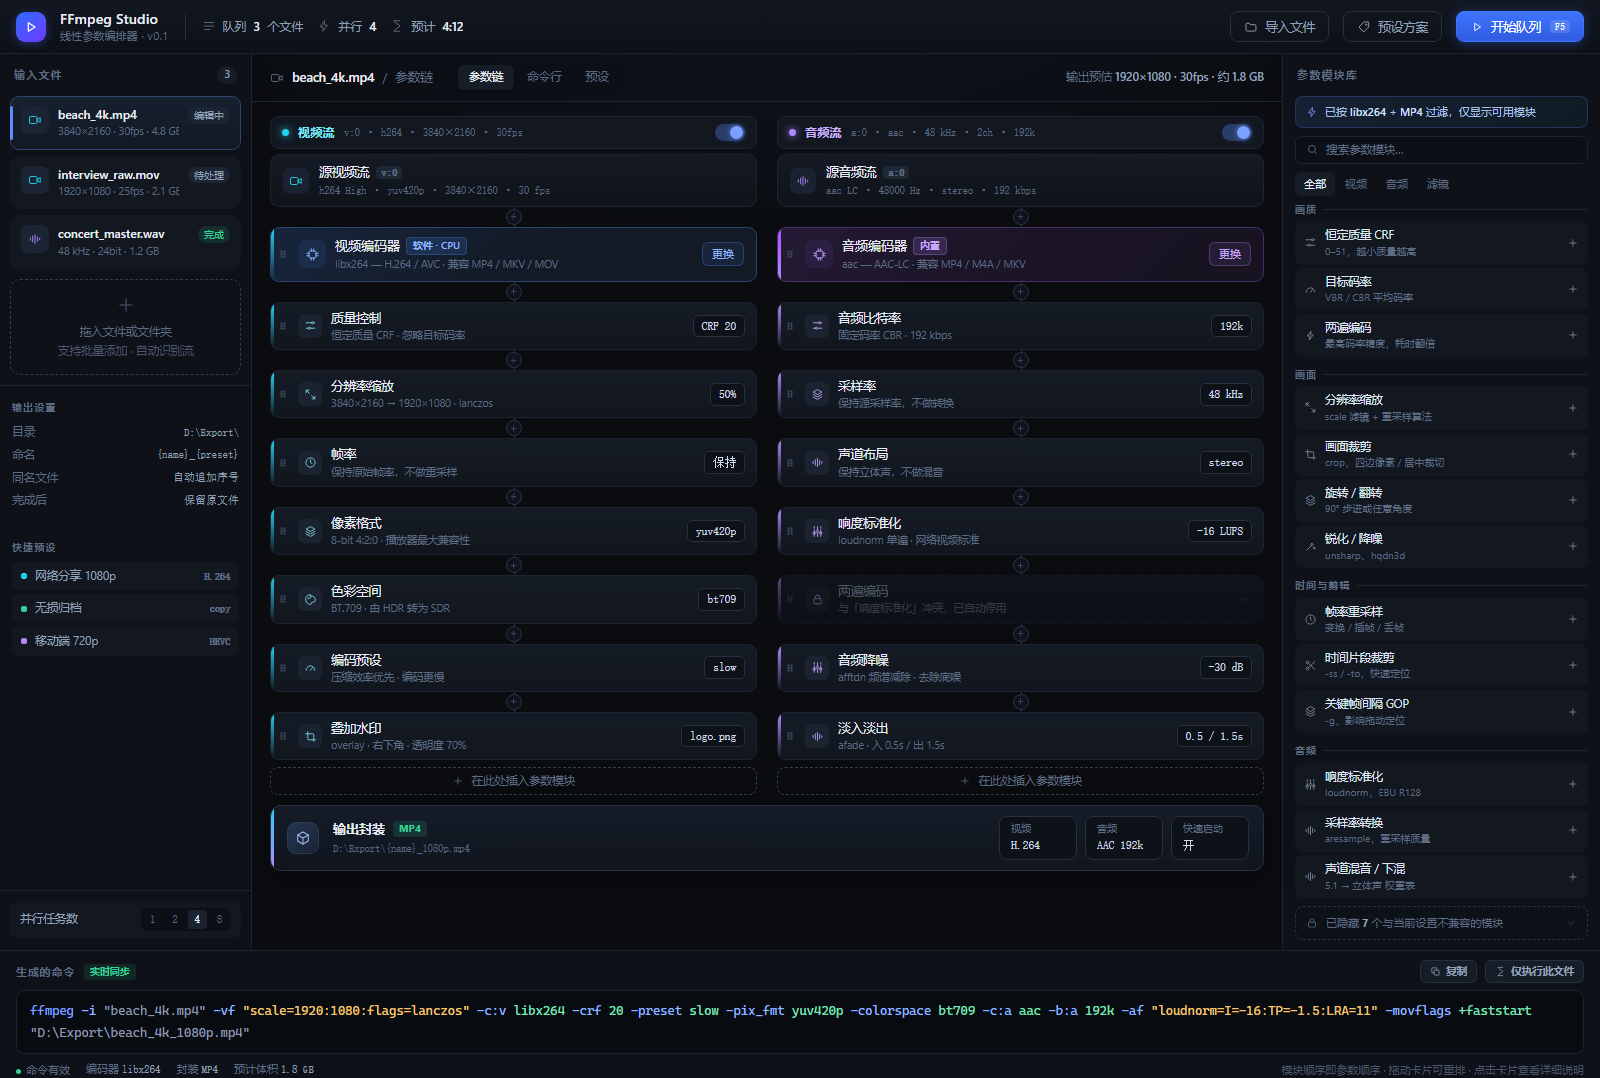 FFmpeg Studio
线性参数编排器 · v0.1
队列 3 个文件
并行 4
预计 4:12
导入文件
预设方案
开始队列 F5
输入文件 3
beach_4k.mp4 编辑中
3840×2160 · 30fps · 4.8 GE
interview_raw.mov 待处理
1920×1080 · 25fps · 2.1 GE
concert_master.wav 完成
48 kHz · 24bit · 1.2 GB
拖入文件或文件夹
支持批量添加 · 自动识别流
输出设置
目录 D:\Export\
命名 {name}_{preset}
同名文件 自动追加序号
完成后 保留原文件
快捷预设
网络分享 1080p H.264
无损归档 copy
移动端 720p HEVC
并行任务数 1 2 4 8
beach_4k.mp4 / 参数链
参数链 命令行 预设
输出预估 1920×1080 · 30fps · 约 1.8 GB
视频流 v:0 • h264 • 3840×2160 • 30fps
源视频流 v:0
h264 High • yuv420p • 3840×2160 • 30 fps
视频编码器 软件 · CPU
libx264 — H.264 / AVC · 兼容 MP4 / MKV / MOV
更换
质量控制
恒定质量 CRF · 忽略目标码率
CRF 20
分辨率缩放
3840×2160 → 1920×1080 · lanczos
50%
帧率
保持原始帧率，不做重采样
保持
像素格式
8-bit 4:2:0 · 播放器最大兼容性
yuv420p
色彩空间
BT.709 · 由 HDR 转为 SDR
bt709
编码预设
压缩效率优先 · 编码更慢
slow
叠加水印
overlay · 右下角 · 透明度 70%
logo.png
+ 在此处插入参数模块
音频流 a:0 • aac • 48 kHz • 2ch • 192k
源音频流 a:0
aac LC • 48000 Hz • stereo • 192 kbps
音频编码器 内置
aac — AAC-LC · 兼容 MP4 / M4A / MKV
更换
音频比特率
固定码率 CBR · 192 kbps
192k
采样率
保持源采样率，不做转换
48 kHz
声道布局
保持立体声，不做混音
stereo
响度标准化
loudnorm 单遍 · 网络视频标准
-16 LUFS
两遍编码
与「响度标准化」冲突，已自动停用
音频降噪
afftdn 频谱减除 · 去除底噪
-30 dB
淡入淡出
afade · 入 0.5s / 出 1.5s
0.5 / 1.5s
+ 在此处插入参数模块
输出封装 MP4
D:\Export\{name}_1080p.mp4
视频
H.264
音频
AAC 192k
快速启动
开
参数模块库
已按 libx264 + MP4 过滤，仅显示可用模块
搜索参数模块...
全部 视频 音频 滤镜
画质
恒定质量 CRF
0–51，越小质量越高
目标码率
VBR / CBR 平均码率
两遍编码
最高码率精度，耗时翻倍
画面
分辨率缩放
scale 滤镜 + 重采样算法
画面裁剪
crop，四边像素 / 居中裁切
旋转 / 翻转
90° 步进或任意角度
锐化 / 降噪
unsharp、hqdn3d
时间与剪辑
帧率重采样
变换 / 插帧 / 丢帧
时间片段裁剪
-ss / -to，快速定位
关键帧间隔 GOP
-g，影响拖动定位
音频
响度标准化
loudnorm，EBU R128
采样率转换
aresample，重采样质量
声道混音 / 下混
5.1 → 立体声 权重表
已隐藏 7 个与当前设置不兼容的模块
生成的命令 实时同步
复制
仅执行此文件
ffmpeg -i "beach_4k.mp4" -vf "scale=1920:1080:flags=lanczos" -c:v libx264 -crf 20 -preset slow -pix_fmt yuv420p -colorspace bt709 -c:a aac -b:a 192k -af "loudnorm=I=-16:TP=-1.5:LRA=11" -movflags +faststart
"D:\Export\beach_4k_1080p.mp4"
命令有效 编码器 libx264 封装 MP4 预计体积 1.8 GB
模块顺序即参数顺序 · 拖动卡片可重排 · 点击卡片查看详细说明